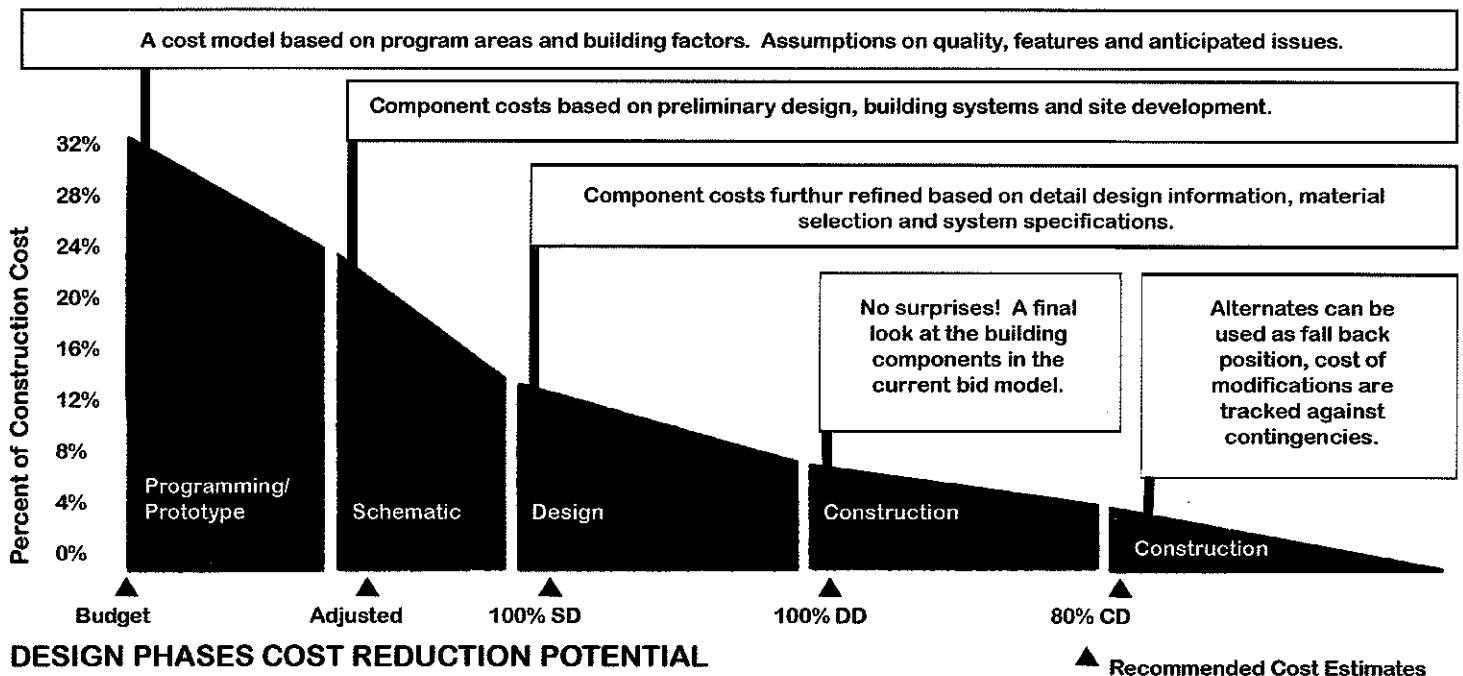 A cost model based on program areas and building factors. Assumptions on quality, features and anticipated issues.
Component costs based on preliminary design, building systems and site development.
Component costs furthur refined based on detail design information, material
selection and system specifications.
No surprises! A final
look at the building
components in the
current bid model.
Alternates can be
used as fall back
position, cost of
modifications are
tracked against
contingencies.
Percent of Construction Cost
32%
28%
24%
20%
16%
12%
8%
4%
0%
Programming/
Prototype
Schematic
Design
Construction
Construction
Budget
Adjusted
100% SD
100% DD
80% CD
DESIGN PHASES COST REDUCTION POTENTIAL
Recommended Cost Estimates